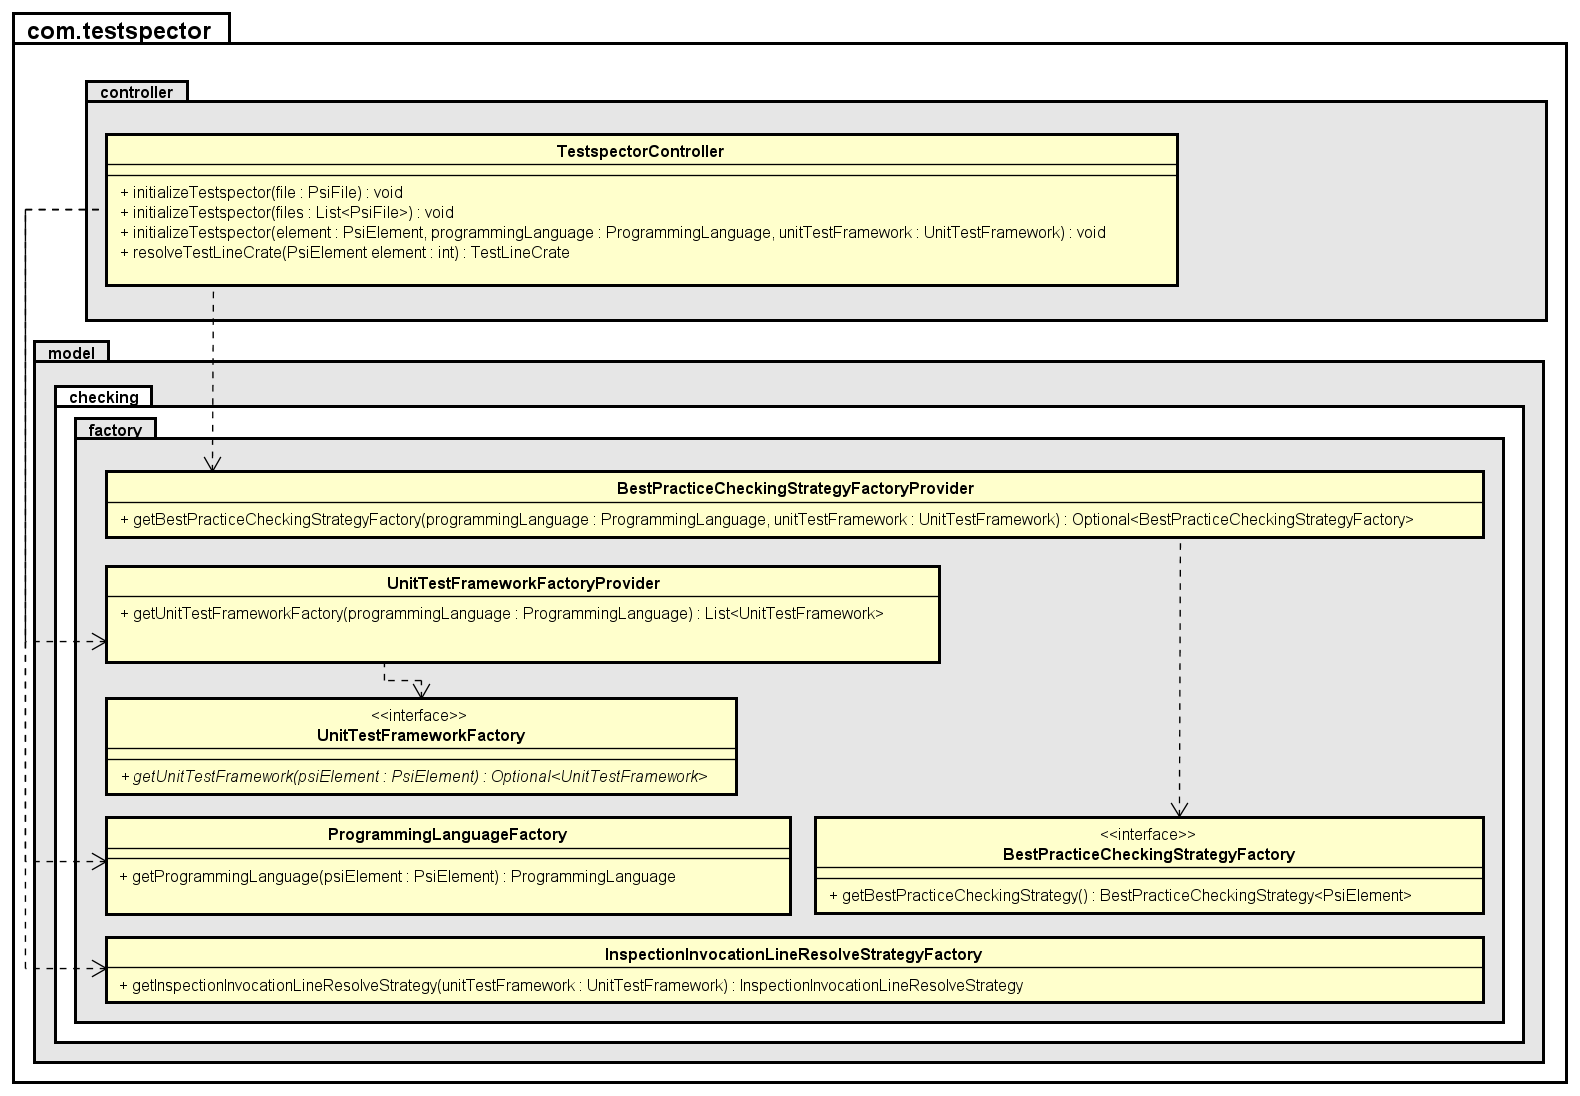 com.testspector
controller
TestspectorController
+ initializeTestspector(file : PsiFile) : void
+ initializeTestspector(files : List<PsiFile>) : void
+ initializeTestspector(element : PsiElement, programmingLanguage : ProgrammingLanguage, unitTestFramework : UnitTestFramework) : void
+ resolveTestLineCrate(PsiElement element : int) : TestLineCrate
model
checking
factory
BestPracticeCheckingStrategyFactoryProvider
+ getBestPracticeCheckingStrategyFactory(programmingLanguage : ProgrammingLanguage, unitTestFramework : UnitTestFramework) : Optional<BestPracticeCheckingStrategyFactory>
UnitTestFrameworkFactoryProvider
+ getUnitTestFrameworkFactory(programmingLanguage : ProgrammingLanguage) : List<UnitTestFramework>
<<interface>>
UnitTestFrameworkFactory
+ getUnitTestFramework(psiElement : PsiElement) : Optional<UnitTestFramework>
ProgrammingLanguageFactory
+ getProgrammingLanguage(psiElement : PsiElement) : ProgrammingLanguage
<<interface>>
BestPracticeCheckingStrategyFactory
+ getBestPracticeCheckingStrategy() : BestPracticeCheckingStrategy<PsiElement>
InspectionInvocationLineResolveStrategyFactory
+ getInspectionInvocationLineResolveStrategy(unitTestFramework : UnitTestFramework) : InspectionInvocationLineResolveStrategy